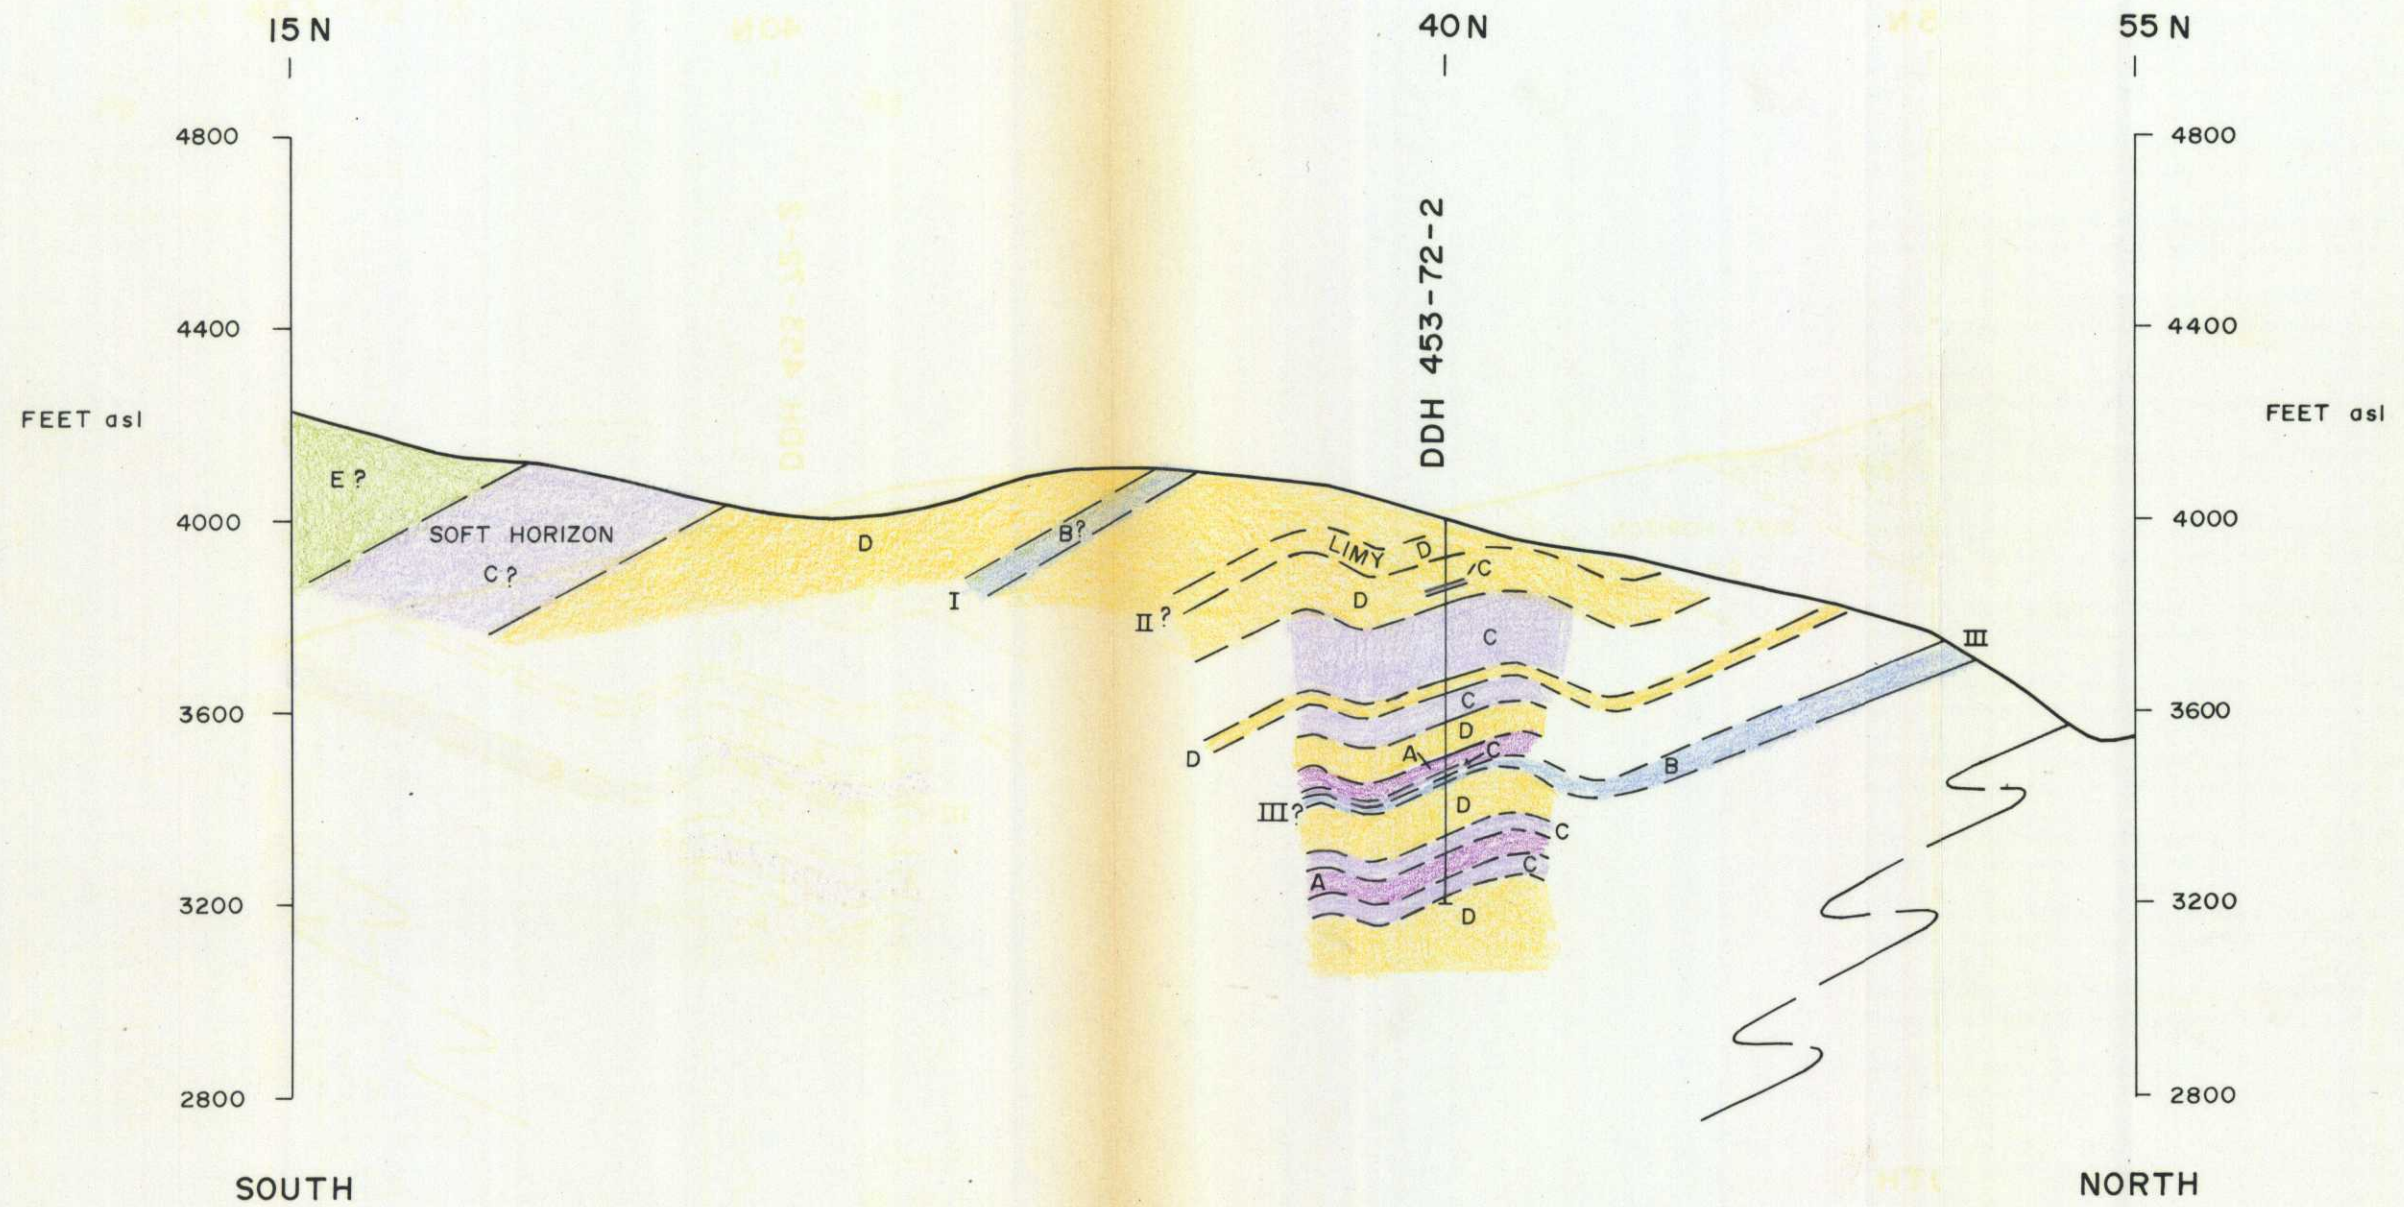 15 N
40 N
55 N
4800
4800
DDH 453-72-2
4400
4400
FEET asl
FEET asl
E ?
4000
4000
SOFT HORIZON
C ?
D
B?
LIMY
D
C
I
II ?
D
C
III
3600
3600
C
D
D
A
C
B
III?
D
C
C
A
3200
3200
D
2800
2800
SOUTH
NORTH